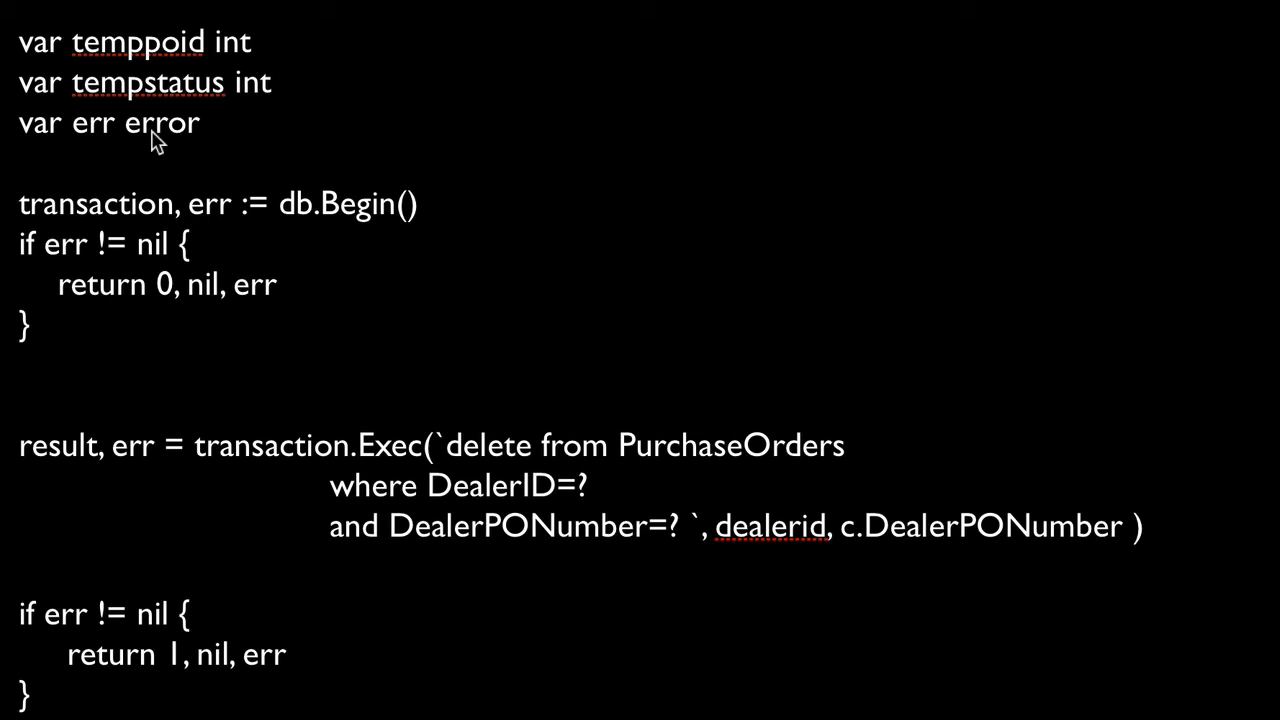 var temppoid int
var tempstatus int
var err error
transaction, err := db.Begin()
if err != nil {
return 0, nil, err
}
result, err = transaction.Exec(`delete from PurchaseOrders
where DealerID=?
and DealerPONumber=? `, dealerid, c.DealerPONumber )
if err != nil {
return 1, nil, err
}